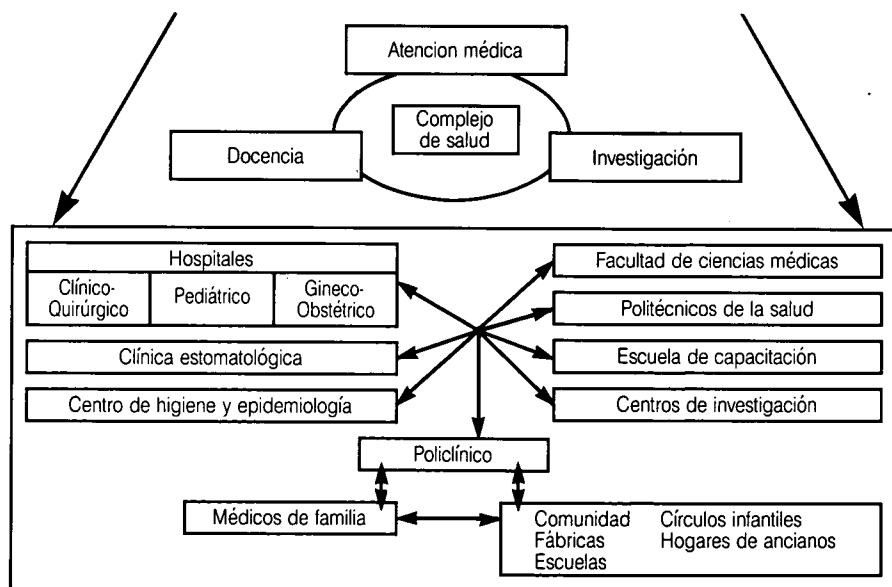 Atencion médica
Complejo
de salud
Docencia
Investigación
Hospitales
Clínico-
Quirúrgico
Pediátrico
Gineco-
Obstétrico
Clínica estomatológica
Centro de higiene y epidemiología
Facultad de ciencias médicas
Politécnicos de la salud
Escuela de capacitación
Centros de investigación
Policlínico
Médicos de familia
Comunidad Círculos infantiles
Fábricas Hogares de ancianos
Escuelas